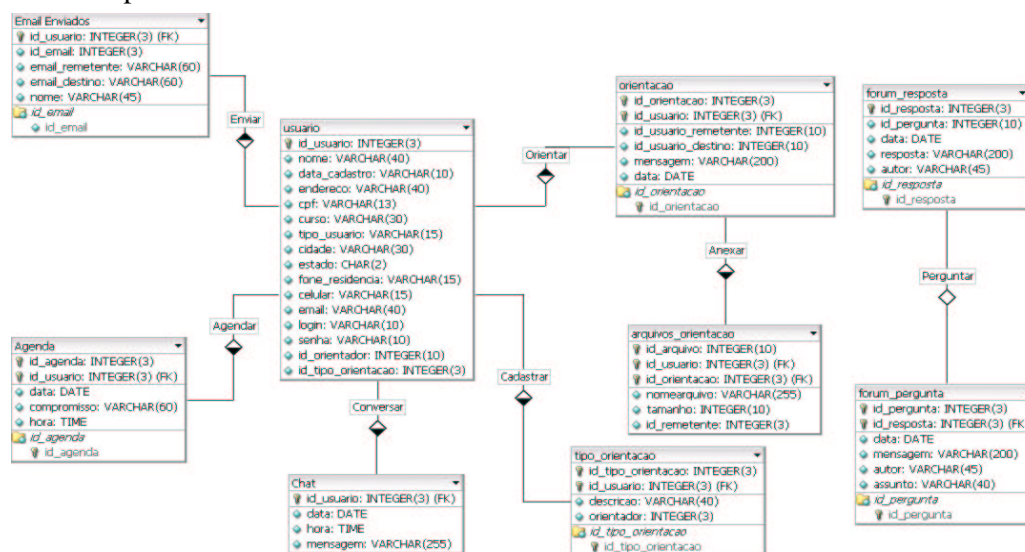 Email Enviados
id_usuario: INTEGER(3) (FK)
id_email: INTEGER(3)
email_remetente: VARCHAR(60)
email_destino: VARCHAR(60)
nome: VARCHAR(45)
id_email
id_email
Enviar
usuario
id_usuario: INTEGER(3)
nome: VARCHAR(40)
data_cadastro: VARCHAR(10)
endereco: VARCHAR(40)
cpf: VARCHAR(13)
curso: VARCHAR(30)
tipo_usuario: VARCHAR(15)
cidade: VARCHAR(30)
estado: CHAR(2)
fone_residencia: VARCHAR(15)
celular: VARCHAR(15)
email: VARCHAR(40)
login: VARCHAR(10)
senha: VARCHAR(10)
id_orientador: INTEGER(10)
id_tipo_orientacao: INTEGER(3)
Orientar
orientacao
id_orientacao: INTEGER(3)
id_usuario: INTEGER(3) (FK)
id_usuario_remetente: INTEGER(10)
id_usuario_destino: INTEGER(10)
mensagem: VARCHAR(200)
data: DATE
id_orientacao
id_orientacao
forum_resposta
id_resposta: INTEGER(3)
id_pergunta: INTEGER(10)
data: DATE
resposta: VARCHAR(200)
autor: VARCHAR(45)
id_resposta
id_resposta
Anexar
Perguntar
Agendar
Agenda
id_agenda: INTEGER(3)
id_usuario: INTEGER(3) (FK)
data: DATE
compromisso: VARCHAR(60)
hora: TIME
id_agenda
id_agenda
Conversar
Cadastrar
arquivos_orientacao
id_arquivo: INTEGER(10)
id_usuario: INTEGER(3) (FK)
id_orientacao: INTEGER(3) (FK)
nomearquivo: VARCHAR(255)
tamanho: INTEGER(10)
id_remetente: INTEGER(3)
forum_pergunta
id_pergunta: INTEGER(3)
id_resposta: INTEGER(3) (FK)
data: DATE
mensagem: VARCHAR(200)
autor: VARCHAR(45)
assunto: VARCHAR(40)
id_pergunta
id_pergunta
Chat
id_usuario: INTEGER(3) (FK)
data: DATE
hora: TIME
mensagem: VARCHAR(255)
tipo_orientacao
id_tipo_orientacao: INTEGER(3)
id_usuario: INTEGER(3) (FK)
descricao: VARCHAR(40)
orientador: INTEGER(3)
id_tipo_orientacao
id_tipo_orientacao